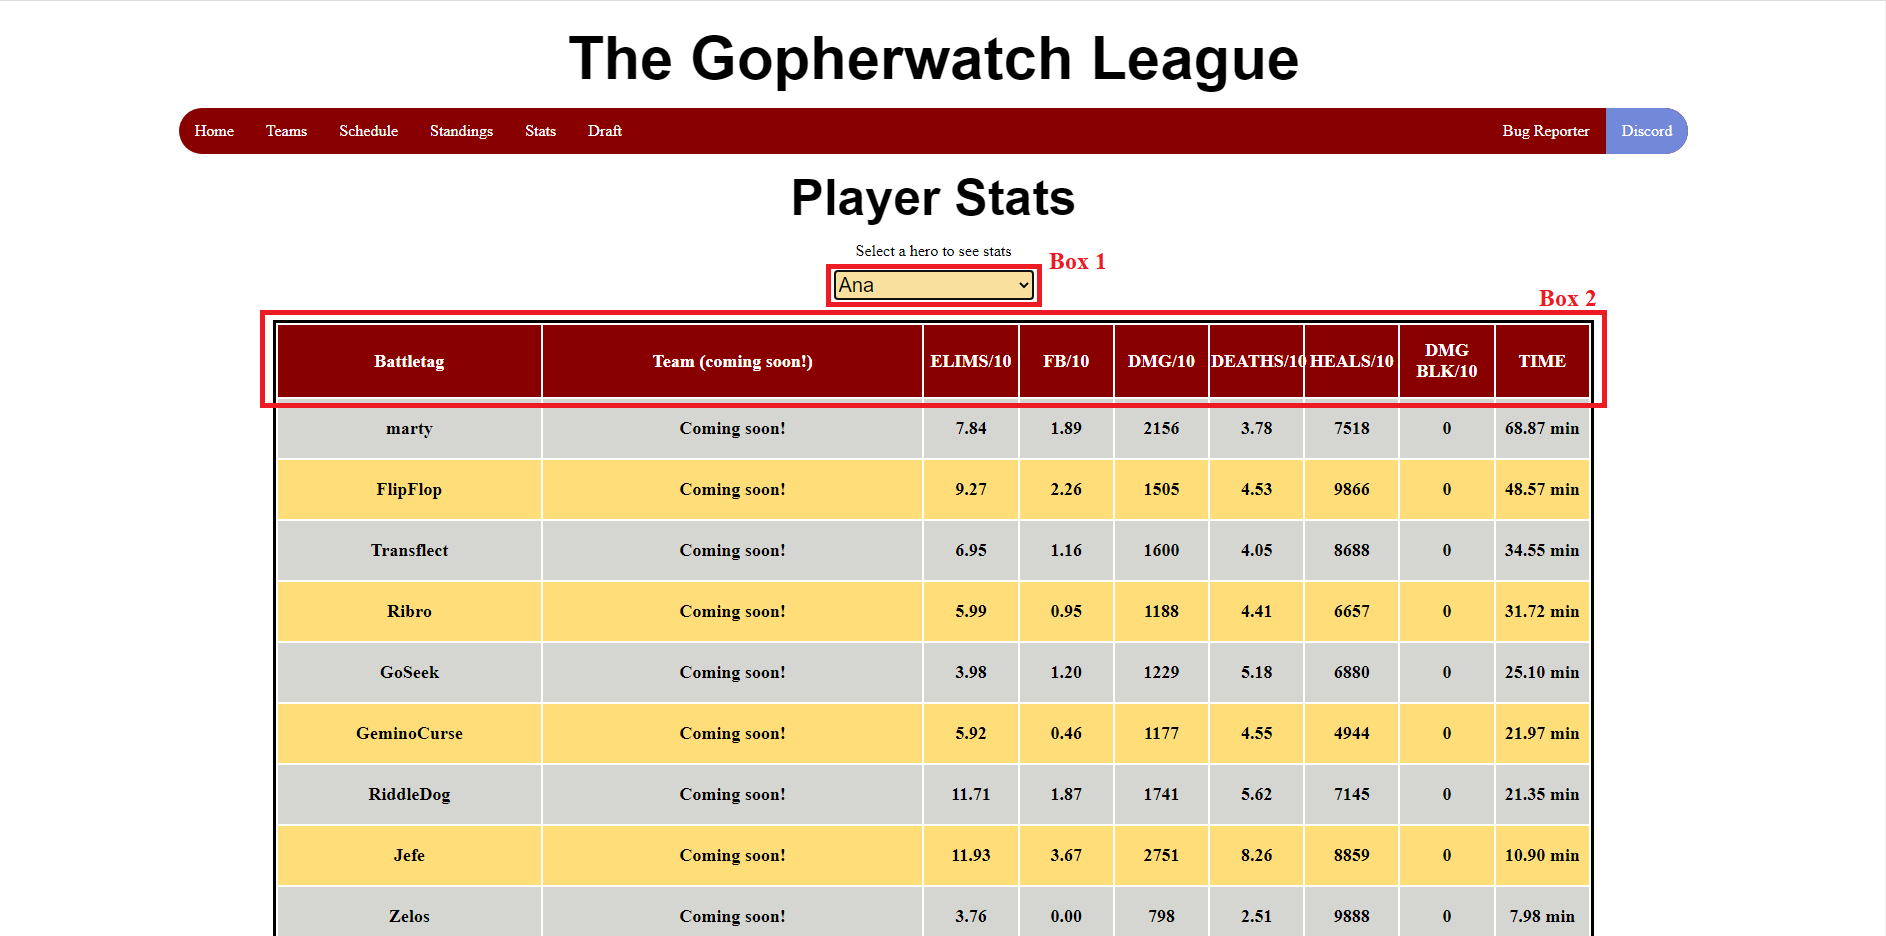 The Gopherwatch League
Home Teams Schedule Standings Stats Draft Bug Reporter Discord
Player Stats
Select a hero to see stats
Box 1
Ana
Box 2
Battletag Team (coming soon!) ELIMS/10 FB/10 DMG/10 DEATHS/10 HEALS/10 DMG BLK/10 TIME
marty Coming soon! 7.84 1.89 2156 3.78 7518 0 68.87 min
FlipFlop Coming soon! 9.27 2.26 1505 4.53 9866 0 48.57 min
Transflect Coming soon! 6.95 1.16 1600 4.05 8688 0 34.55 min
Ribro Coming soon! 5.99 0.95 1188 4.41 6657 0 31.72 min
GoSeek Coming soon! 3.98 1.20 1229 5.18 6880 0 25.10 min
GeminoCurse Coming soon! 5.92 0.46 1177 4.55 4944 0 21.97 min
RiddleDog Coming soon! 11.71 1.87 1741 5.62 7145 0 21.35 min
Jefe Coming soon! 11.93 3.67 2751 8.26 8859 0 10.90 min
Zelos Coming soon! 3.76 0.00 798 2.51 9888 0 7.98 min